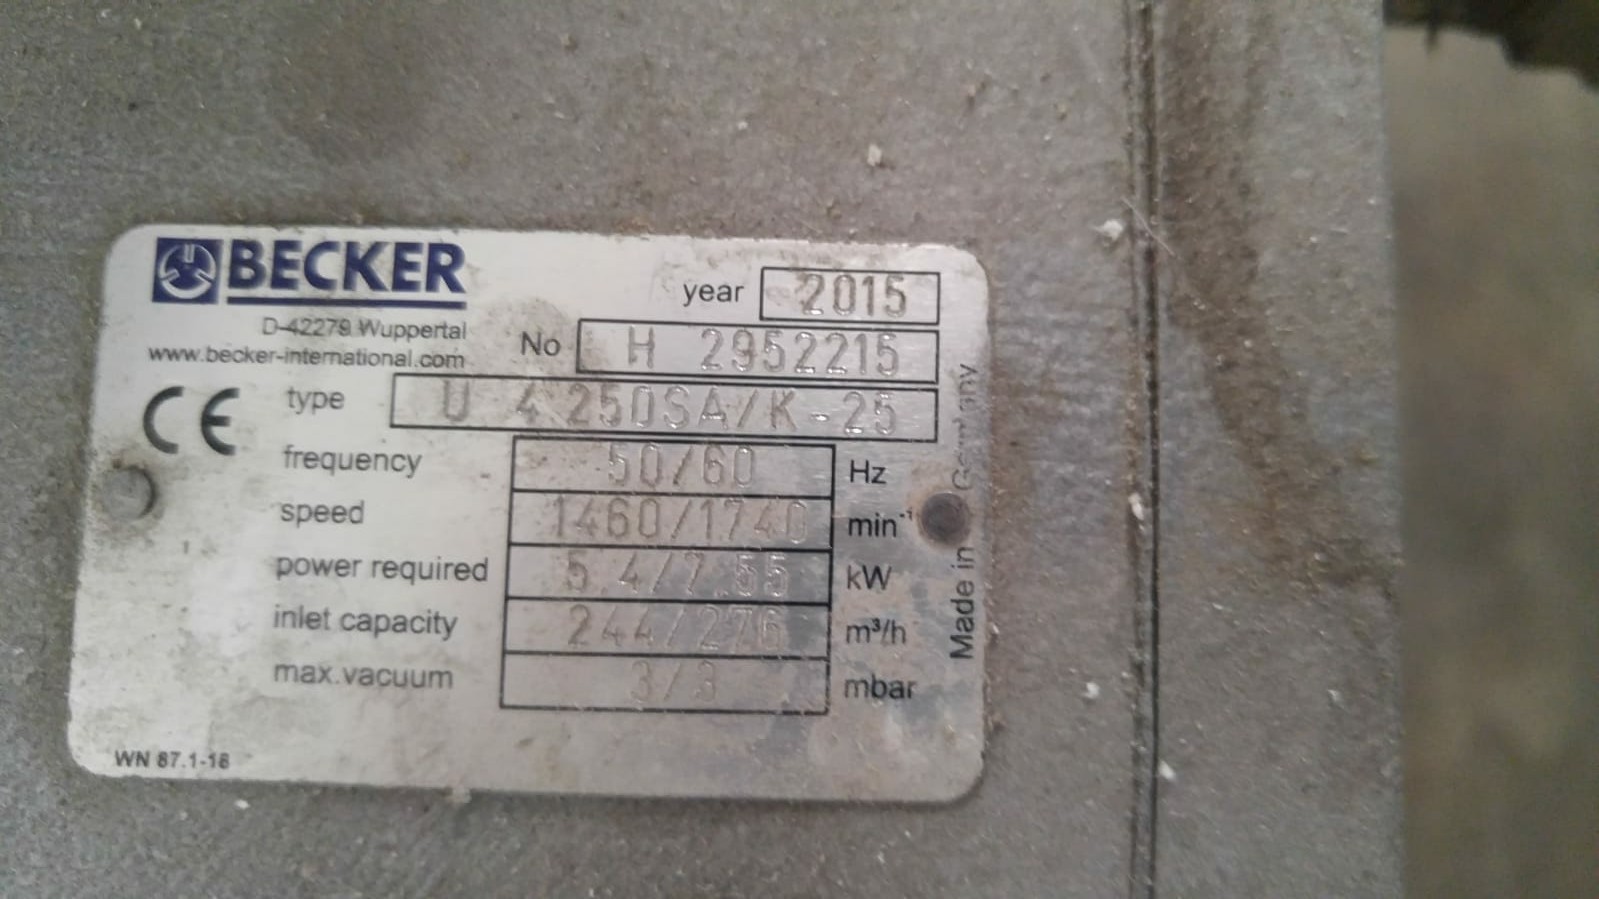 BECKER
year 2015
D-42279 Wuppertal
No H 2952215
www.becker-international.com
CE type U 4.250SA/K-25
frequency 50/60 Hz
speed 1460/1740 min-1
power required 5.4/7.55 kW
inlet capacity 244/276 m³/h
max.vacuum 3/3 mbar
Made in Germany
WN 87.1-18